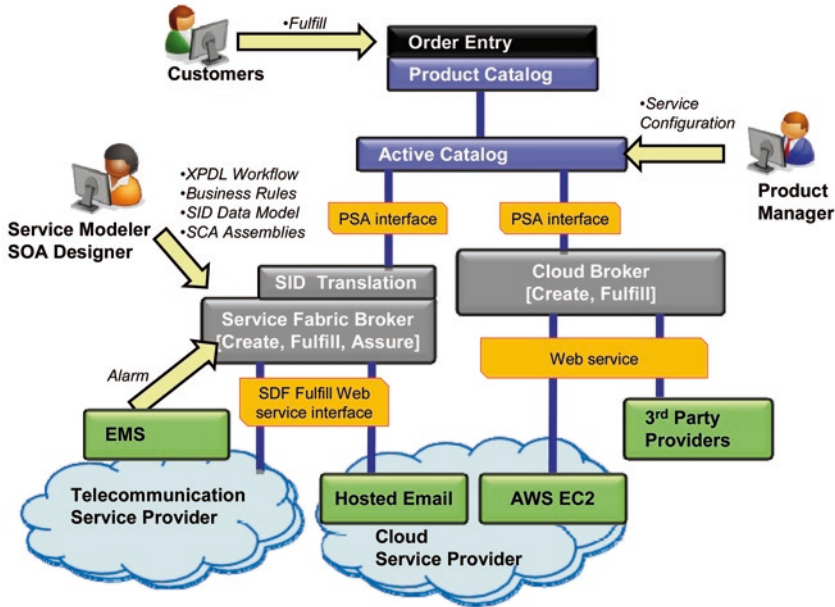 •Fulfill
Order Entry
Customers
Product Catalog
•Service
Configuration
Active Catalog
•XPDL Workflow
•Business Rules
•SID Data Model
•SCA Assemblies
Product
Manager
PSA interface
PSA interface
Service Modeler
SOA Designer
Cloud Broker
[Create, Fulfill]
SID Translation
Service Fabric Broker
[Create, Fulfill, Assure]
Web service
Alarm
SDF Fulfill Web
service interface
EMS
3rd Party
Providers
Telecommunication
Service Provider
Hosted Email
AWS EC2
Cloud
Service Provider